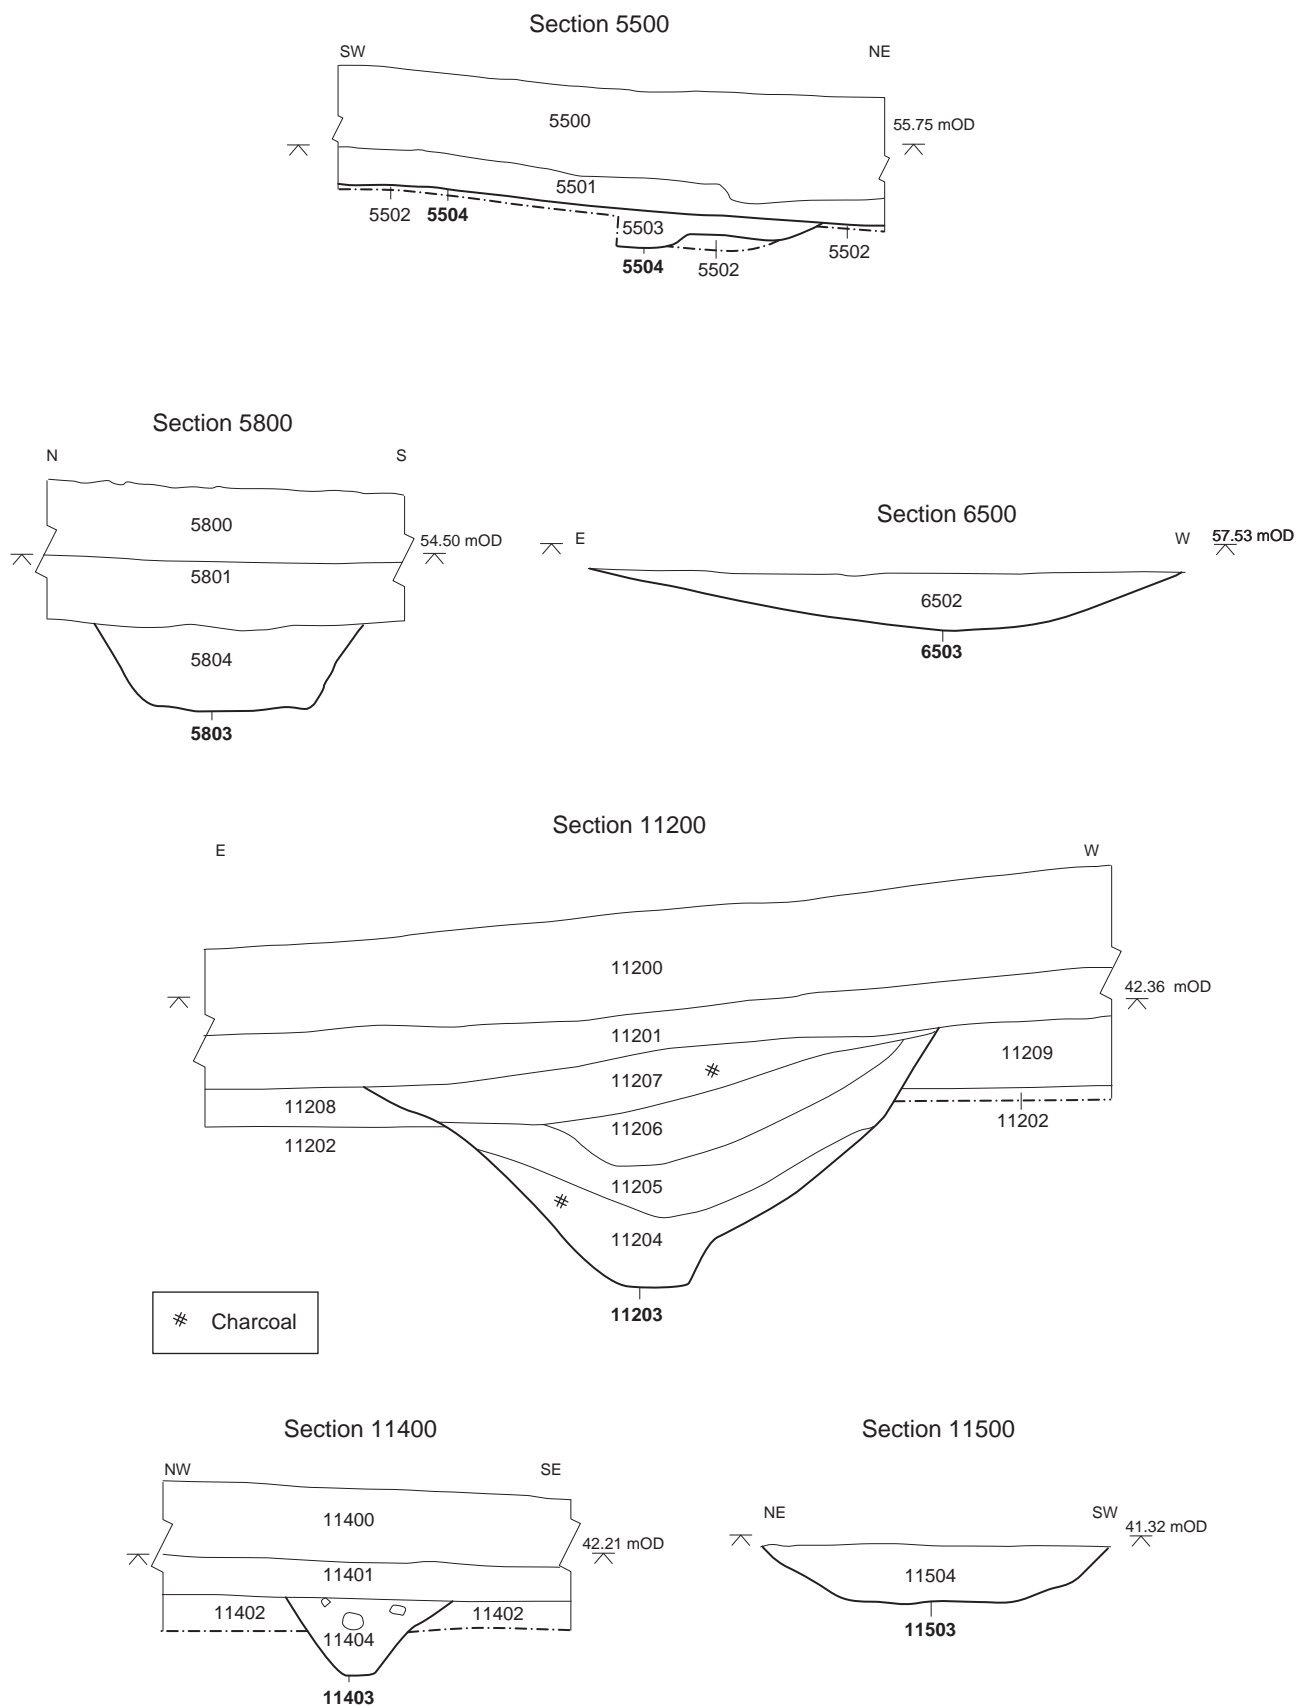 Section 5500
SW NE
5500
55.75 mOD
5501
5502 5504
5503
5502
5504 5502
Section 5800
N S
5800
54.50 mOD
5801
5804
5803
Section 6500
E W 57.53 mOD
6502
6503
Section 11200
E W
11200
42.36 mOD
11201
11209
11207
11208
11202
11206
11202
11205
11204
11203
Charcoal
Section 11400
NW SE
11400
42.21 mOD
11401
11402 11402
11404
11403
Section 11500
NE SW 41.32 mOD
11504
11503